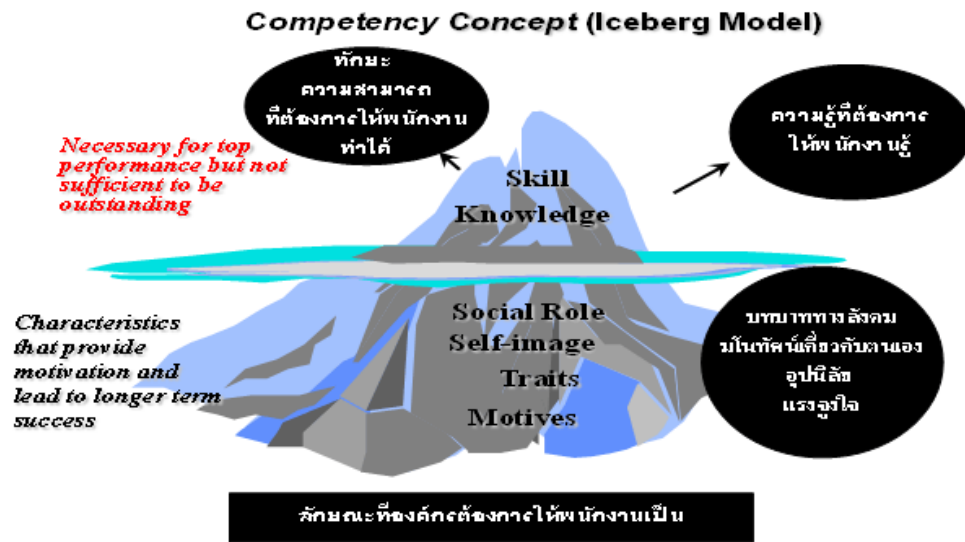 Competency Concept (Iceberg Model)
ทักษะ
ความสามารถ
ที่ต้องการให้พนักงาน
ทำได้
ความรู้ที่ต้องการ
ให้พนักงานรู้
Necessary for top
performance but not
sufficient to be
outstanding
Skill
Knowledge
Social Role
Self-image
Traits
Motives
Characteristics
that provide
motivation and
lead to longer term
success
บทบาททางสังคม
มโนทัศน์เกี่ยวกับตนเอง
อุปนิสัย
แรงจูงใจ
ลักษณะที่องค์กรต้องการให้พนักงานเป็น